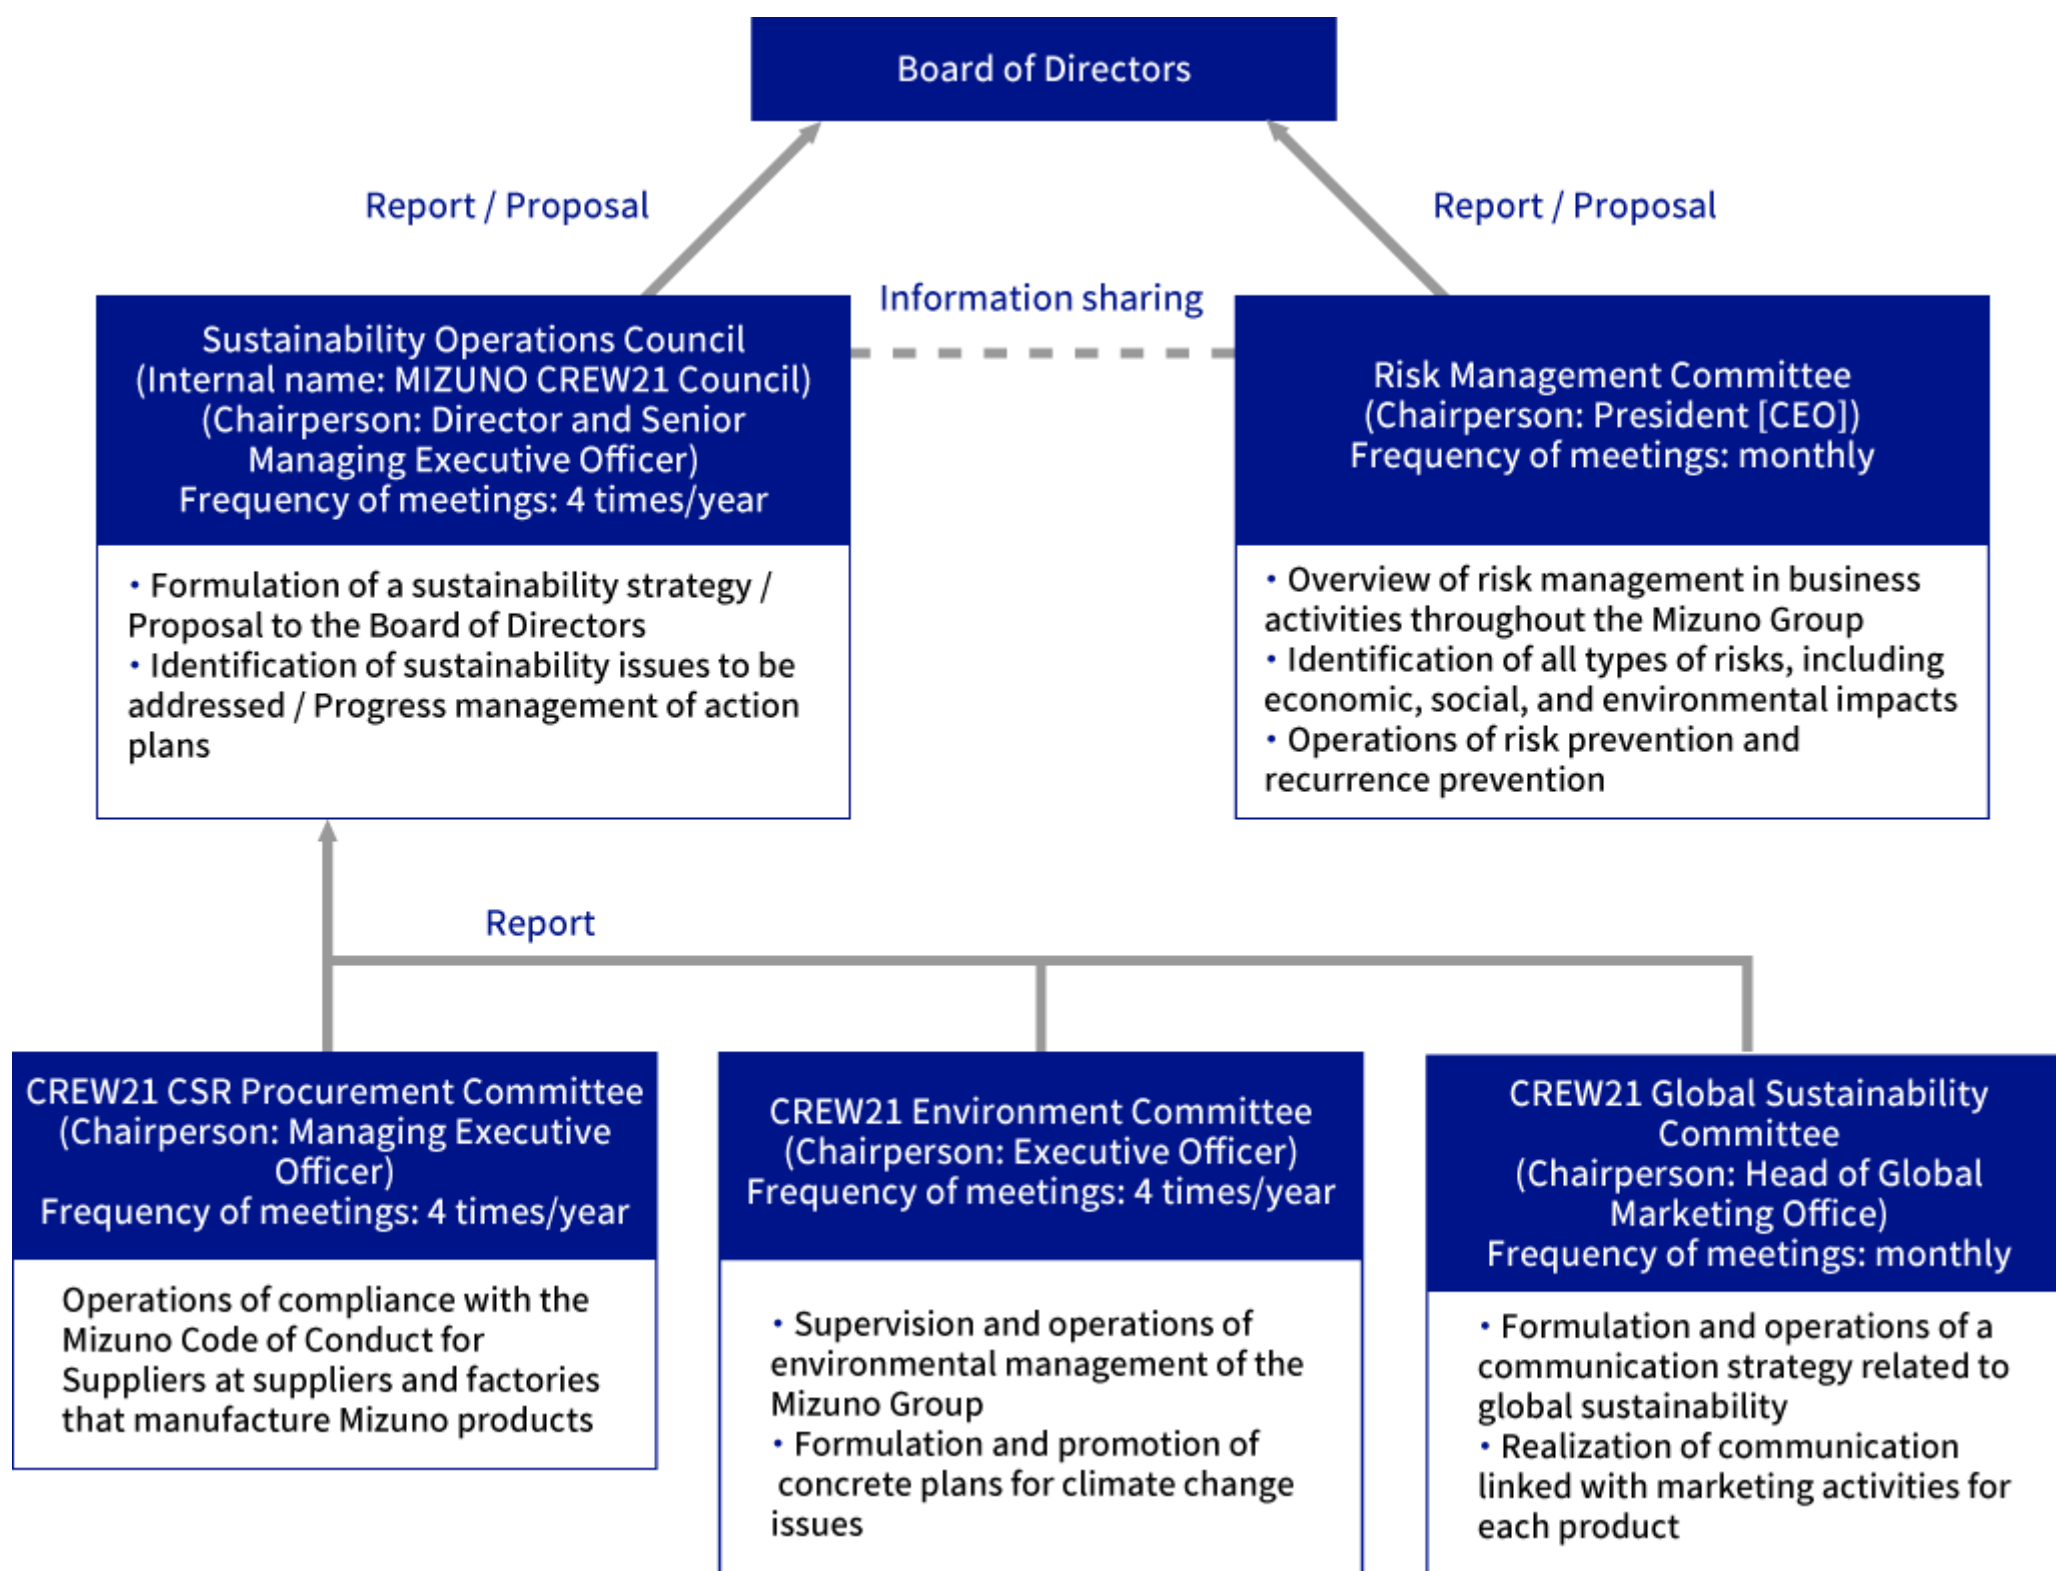 Board of Directors
Report / Proposal
Report / Proposal
Information sharing
Sustainability Operations Council
(Internal name: MIZUNO CREW21 Council)
(Chairperson: Director and Senior
Managing Executive Officer)
Frequency of meetings: 4 times/year
• Formulation of a sustainability strategy /
Proposal to the Board of Directors
• Identification of sustainability issues to be
addressed / Progress management of action
plans
Risk Management Committee
(Chairperson: President [CEO])
Frequency of meetings: monthly
• Overview of risk management in business
activities throughout the Mizuno Group
• Identification of all types of risks, including
economic, social, and environmental impacts
• Operations of risk prevention and
recurrence prevention
Report
CREW21 CSR Procurement Committee
(Chairperson: Managing Executive
Officer)
Frequency of meetings: 4 times/year
Operations of compliance with the
Mizuno Code of Conduct for
Suppliers at suppliers and factories
that manufacture Mizuno products
CREW21 Environment Committee
(Chairperson: Executive Officer)
Frequency of meetings: 4 times/year
• Supervision and operations of
environmental management of the
Mizuno Group
• Formulation and promotion of
concrete plans for climate change
issues
CREW21 Global Sustainability
Committee
(Chairperson: Head of Global
Marketing Office)
Frequency of meetings: monthly
• Formulation and operations of a
communication strategy related to
global sustainability
• Realization of communication
linked with marketing activities for
each product